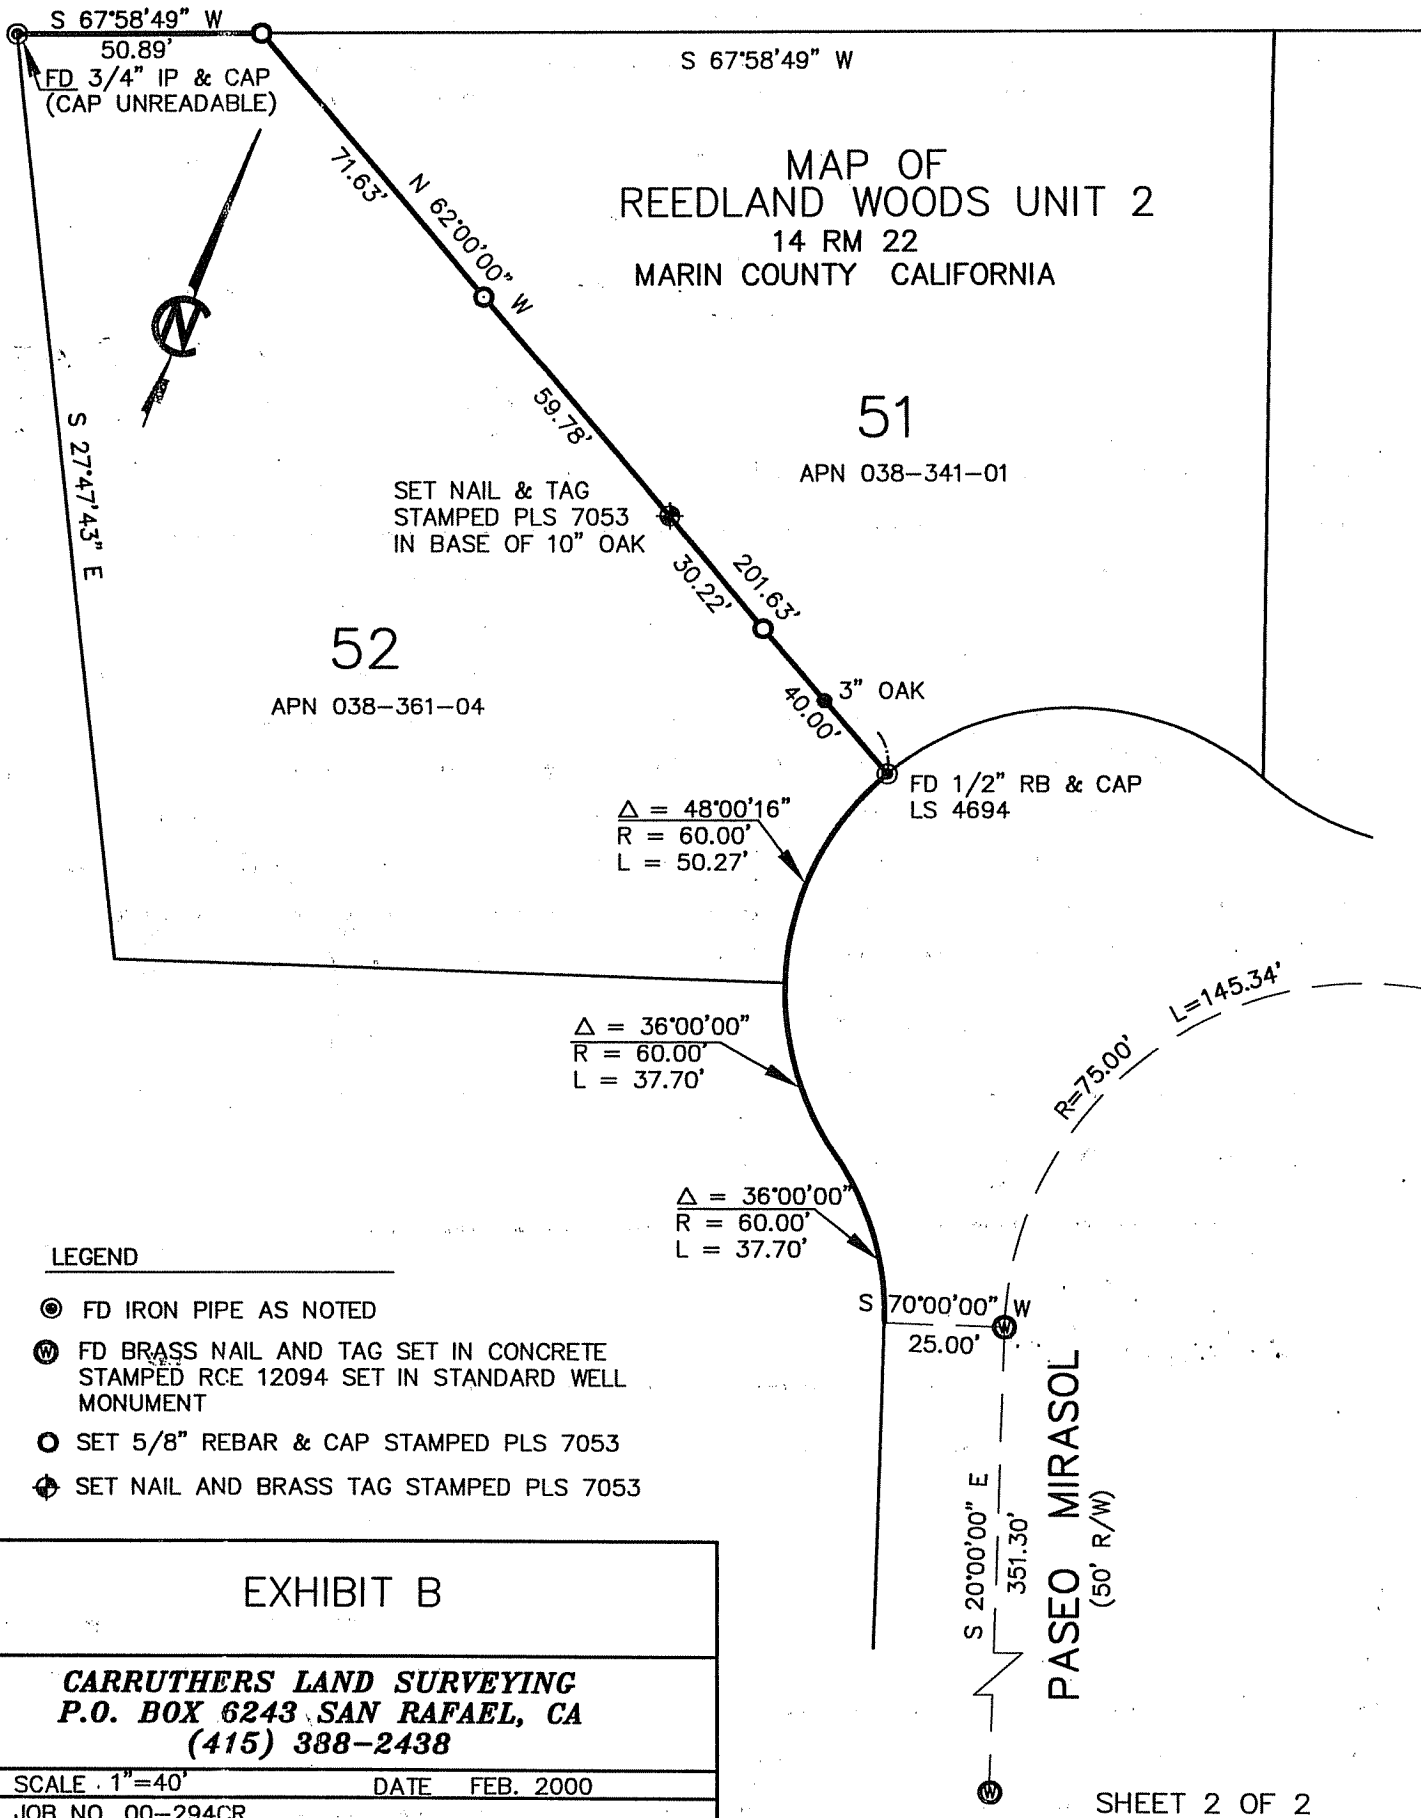 S 67°58'49" W
50.89'
FD 3/4" IP & CAP
(CAP UNREADABLE)
S 67°58'49" W
71.63'
N 62°00'00" W
MAP OF
REEDLAND WOODS UNIT 2
14 RM 22
MARIN COUNTY CALIFORNIA
N
S 27°47'43" E
59.78'
51
APN 038-341-01
SET NAIL & TAG
STAMPED PLS 7053
IN BASE OF 10" OAK
30.22'
201.63'
52
APN 038-361-04
3" OAK
40.00'
FD 1/2" RB & CAP
LS 4694
Δ = 48°00'16"
R = 60.00'
L = 50.27'
Δ = 36°00'00"
R = 60.00'
L = 37.70'
L=145.34'
R=75.00'
Δ = 36°00'00"
R = 60.00'
L = 37.70'
S 70°00'00" W
25.00'
W
LEGEND
FD IRON PIPE AS NOTED
W FD BRASS NAIL AND TAG SET IN CONCRETE
STAMPED RCE 12094 SET IN STANDARD WELL
MONUMENT
SET 5/8" REBAR & CAP STAMPED PLS 7053
SET NAIL AND BRASS TAG STAMPED PLS 7053
S 20°00'00" E
351.30'
PASEO MIRASOL
(50' R/W)
W
EXHIBIT B
CARRUTHERS LAND SURVEYING
P.O. BOX 6243 SAN RAFAEL, CA
(415) 388-2438
SCALE 1"=40' DATE FEB. 2000
JOB NO. 00-294CR
SHEET 2 OF 2